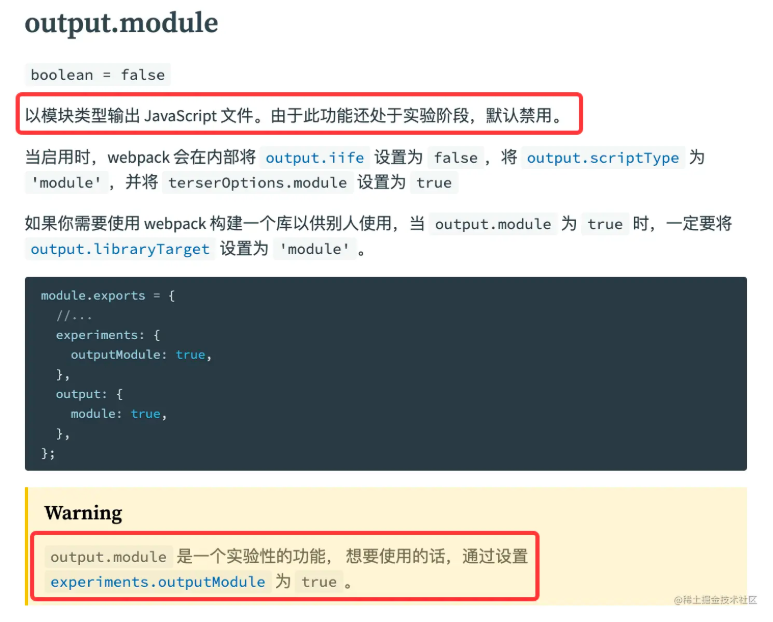 output.module
boolean = false
以模块类型输出 JavaScript 文件。由于此功能还处于实验阶段，默认禁用。
当启用时，webpack 会在内部将 output.iife 设置为 false ，将 output.scriptType 为
'module' ，并将 terserOptions.module 设置为 true
如果你需要使用 webpack 构建一个库以供别人使用，当 output.module 为 true 时，一定要将
output.libraryTarget 设置为 'module' 。
module.exports = {
  //...
  experiments: {
    outputModule: true,
  },
  output: {
    module: true,
  },
};
Warning
output.module 是一个实验性的功能， 想要使用的话，通过设置
experiments.outputModule 为 true 。
@稀土掘金技术社区